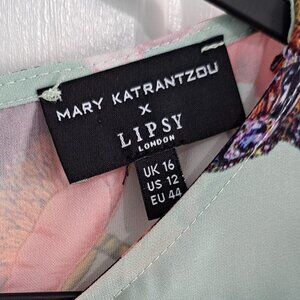 MARY KATRANTZOU
X
LIPSY
LONDON
UK 16
US 12
EU 44